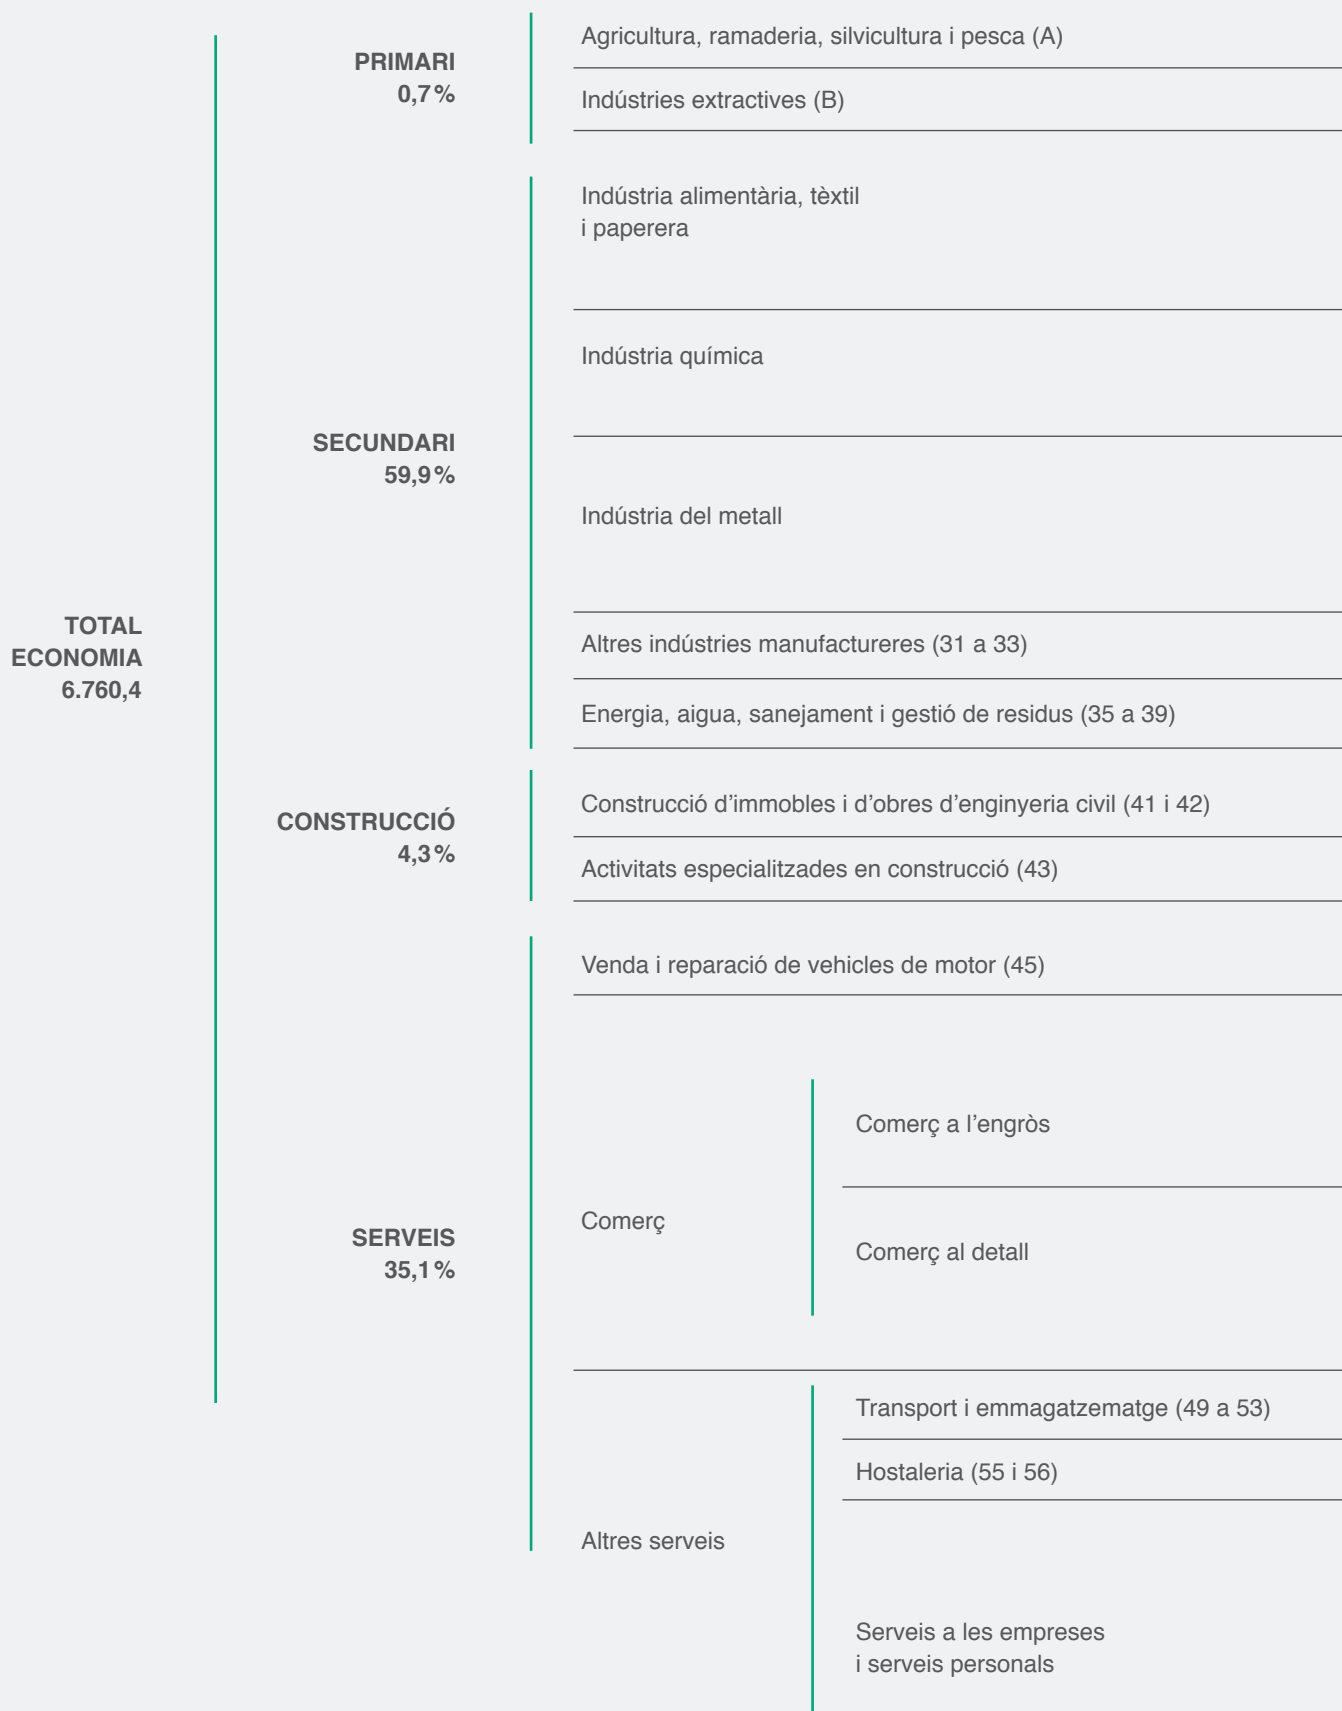 TOTAL
ECONOMIA
6.760,4
PRIMARI
0,7 %
Agricultura, ramaderia, silvicultura i pesca (A)
Indústries extractives (B)
SECUNDARI
59,9 %
Indústria alimentària, tèxtil
i paperera
Indústria química
Indústria del metall
Altres indústries manufactureres (31 a 33)
Energia, aigua, sanejament i gestió de residus (35 a 39)
CONSTRUCCIÓ
4,3 %
Construcció d’immobles i d’obres d’enginyeria civil (41 i 42)
Activitats especialitzades en construcció (43)
SERVEIS
35,1 %
Venda i reparació de vehicles de motor (45)
Comerç
Comerç a l’engròs
Comerç al detall
Altres serveis
Transport i emmagatzematge (49 a 53)
Hostaleria (55 i 56)
Serveis a les empreses
i serveis personals